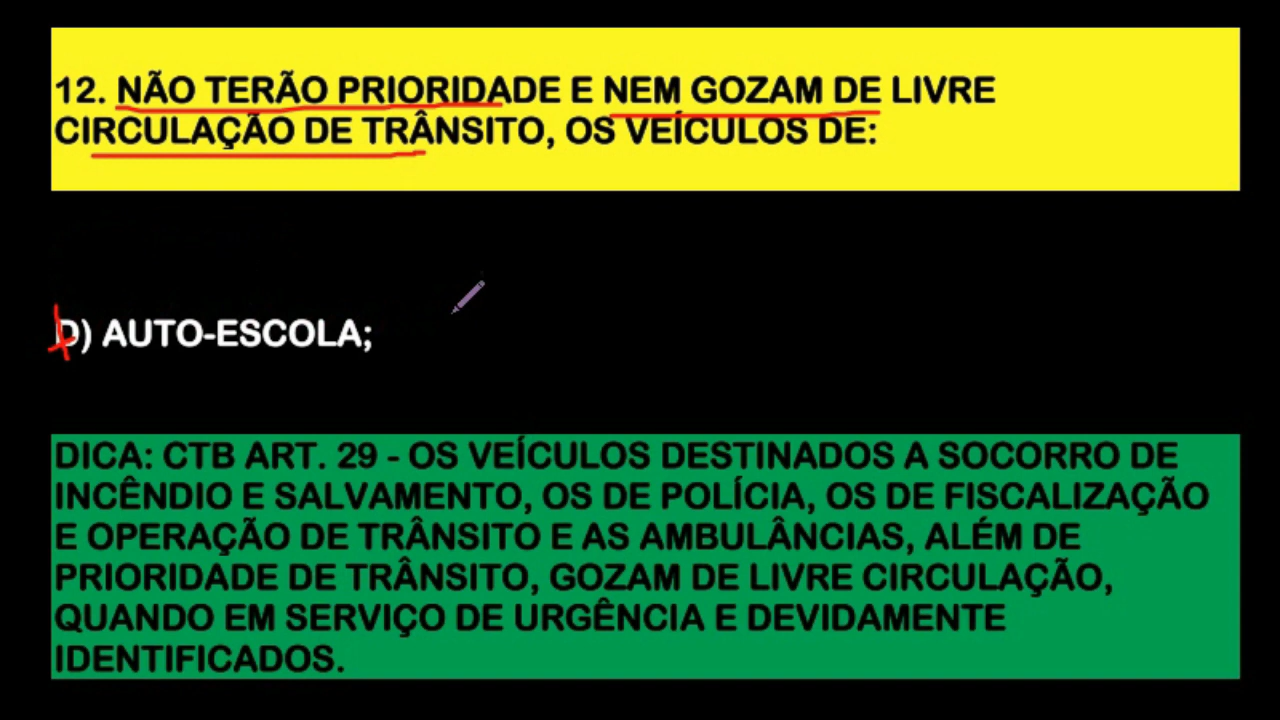 12. NÃO TERÃO PRIORIDADE E NEM GOZAM DE LIVRE
CIRCULAÇÃO DE TRÂNSITO, OS VEÍCULOS DE:
D) AUTO-ESCOLA;
DICA: CTB ART. 29 - OS VEÍCULOS DESTINADOS A SOCORRO DE
INCÊNDIO E SALVAMENTO, OS DE POLÍCIA, OS DE FISCALIZAÇÃO
E OPERAÇÃO DE TRÂNSITO E AS AMBULÂNCIAS, ALÉM DE
PRIORIDADE DE TRÂNSITO, GOZAM DE LIVRE CIRCULAÇÃO,
QUANDO EM SERVIÇO DE URGÊNCIA E DEVIDAMENTE
IDENTIFICADOS.